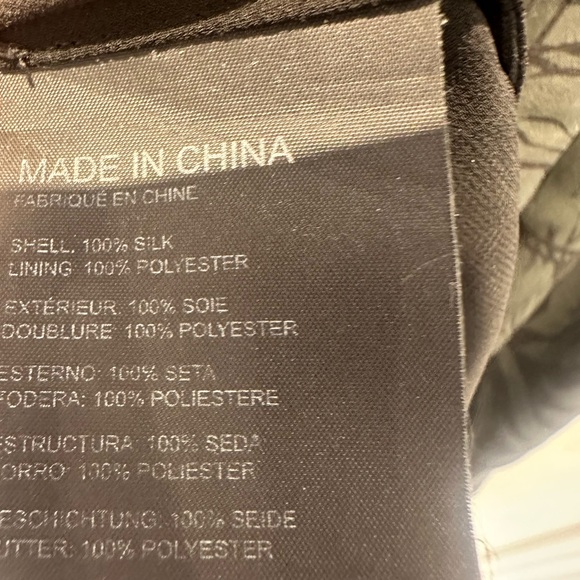 MADE IN CHINA
FABRIQUÉ EN CHINE
SHELL: 100% SILK
LINING: 100% POLYESTER
EXTÉRIEUR: 100% SOIE
DOUBLURE: 100% POLYESTER
ESTERNO: 100% SETA
FODERA: 100% POLIESTERE
ESTRUCTURA: 100% SEDA
ORRO: 100% POLIESTER
ESCHICHTUNG: 100% SEIDE
UTTER: 100% POLYESTER